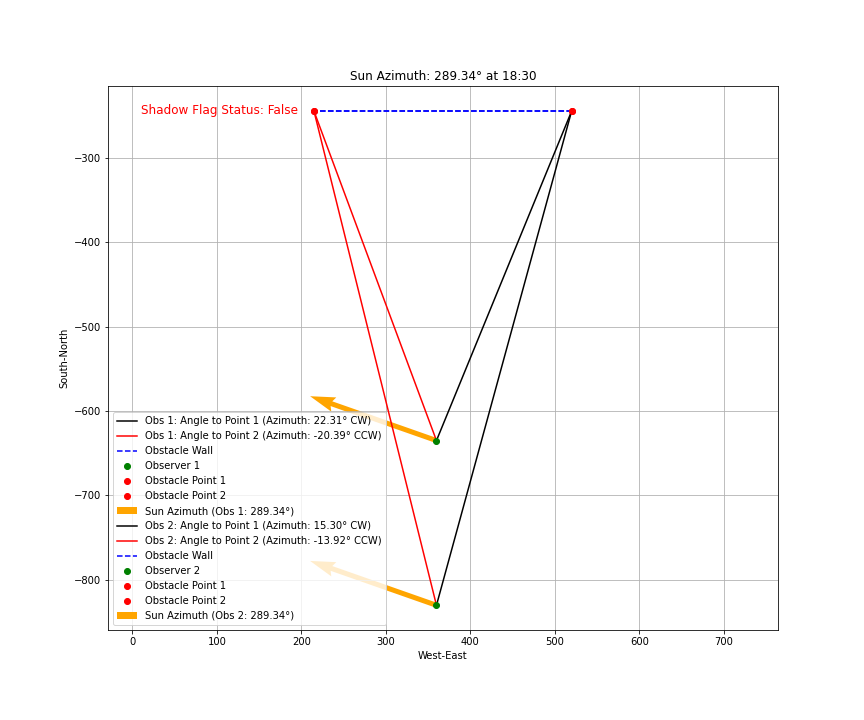 Sun Azimuth: 289.34° at 18:30
Shadow Flag Status: False
−300
−400
−500
−600
−700
−800
South-North
Obs 1: Angle to Point 1 (Azimuth: 22.31° CW)
Obs 1: Angle to Point 2 (Azimuth: -20.39° CCW)
Obstacle Wall
Observer 1
Obstacle Point 1
Obstacle Point 2
Sun Azimuth (Obs 1: 289.34°)
Obs 2: Angle to Point 1 (Azimuth: 15.30° CW)
Obs 2: Angle to Point 2 (Azimuth: -13.92° CCW)
Obstacle Wall
Observer 2
Obstacle Point 1
Obstacle Point 2
Sun Azimuth (Obs 2: 289.34°)
0 100 200 300 400 500 600 700
West-East